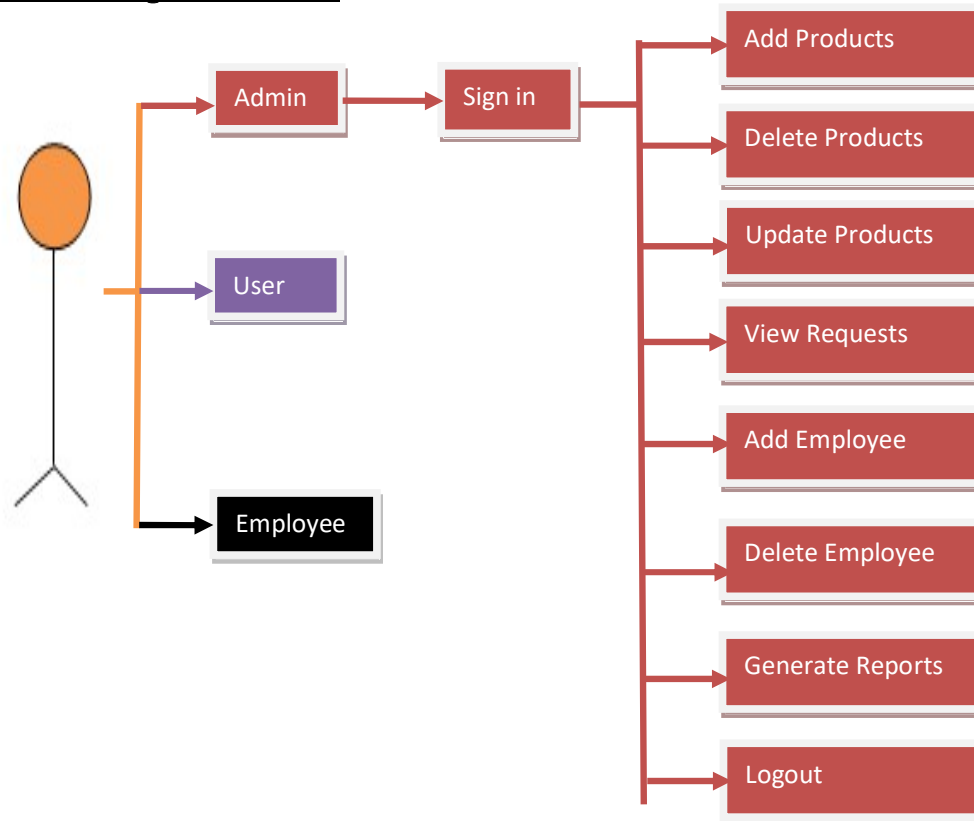 Admin
Sign in
User
Employee
Add Products
Delete Products
Update Products
View Requests
Add Employee
Delete Employee
Generate Reports
Logout